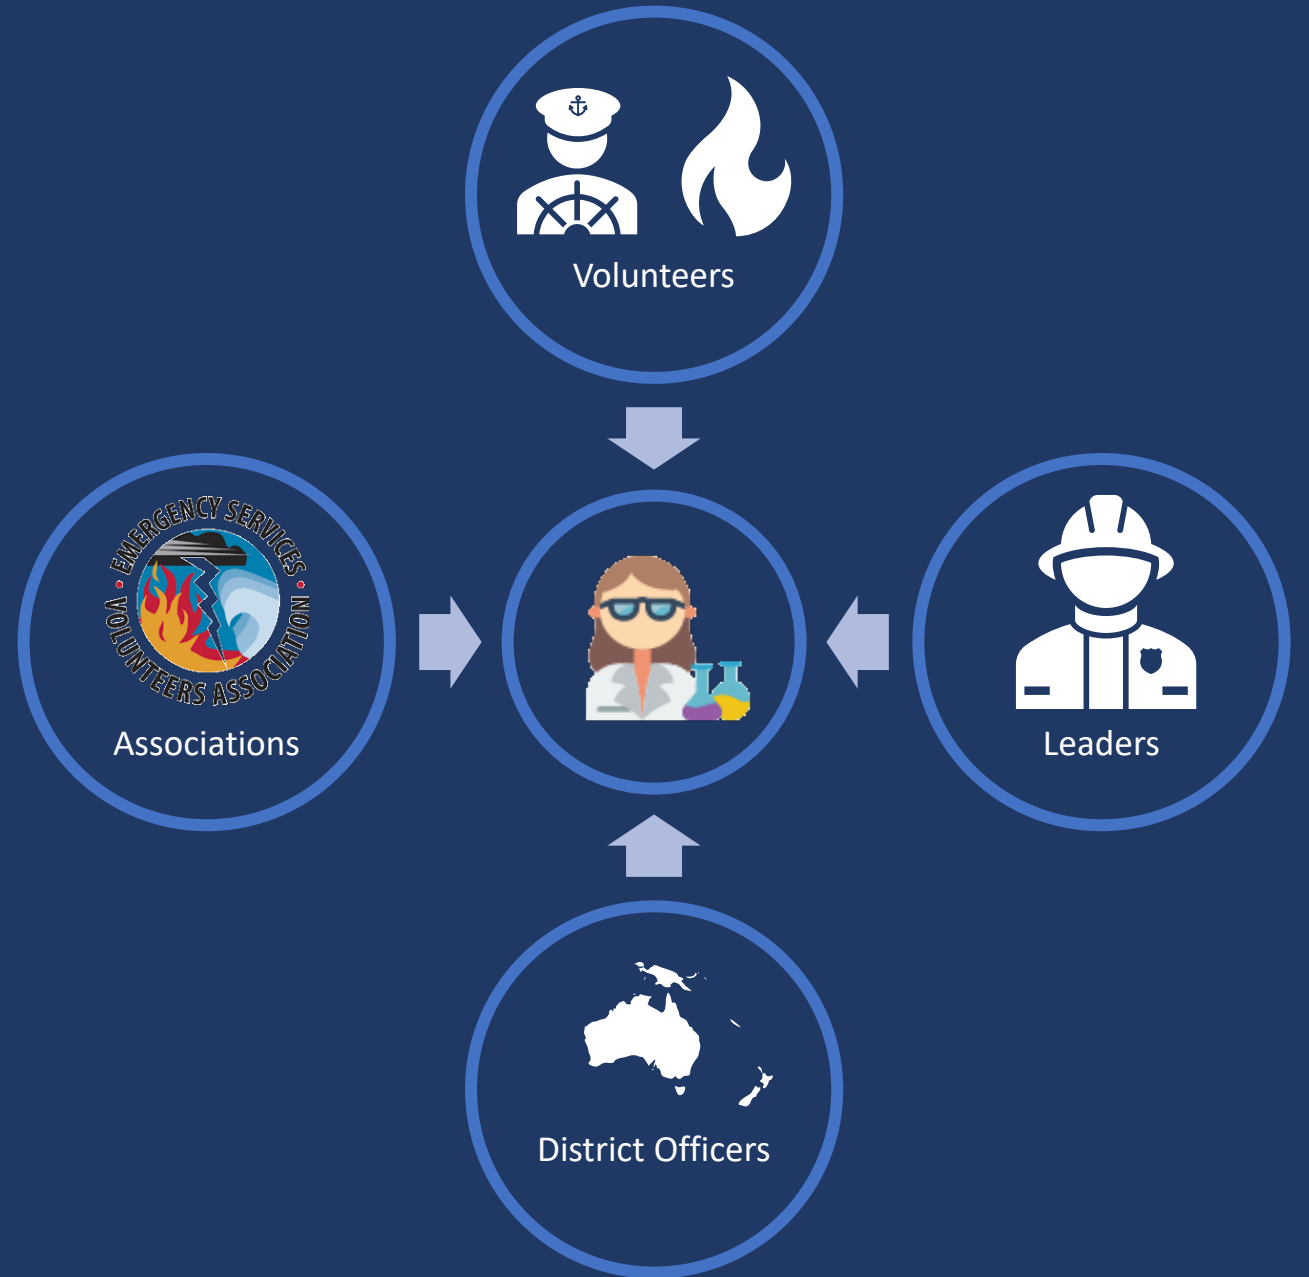 Volunteers
• EMERGENCY SERVICES •
VOLUNTEERS ASSOCIATION
Associations
Leaders
District Officers